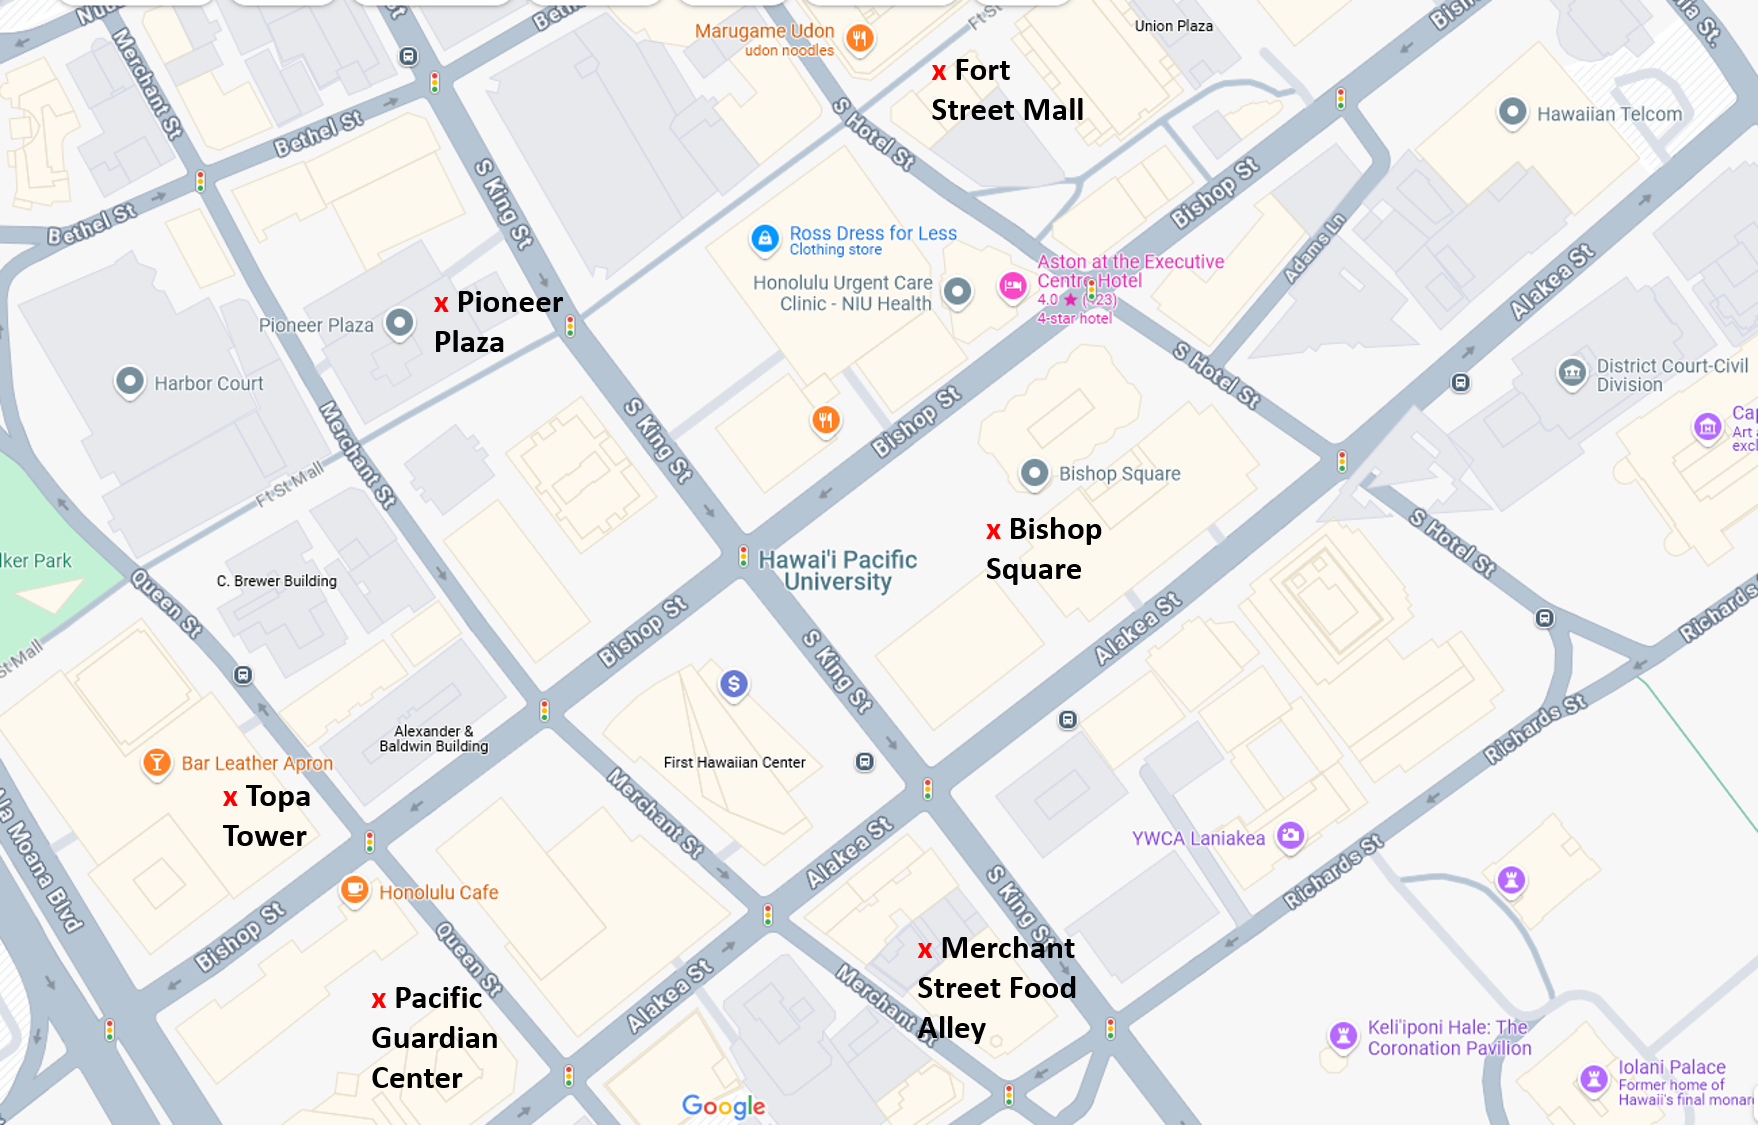 Marugame Udon
udon noodles
Union Plaza
x Fort
Street Mall
Merchant St
Bethel St
Bethel St
S King St
S Hotel St
Bishop St
Hawaiian Telcom
Ross Dress for Less
Clothing store
Honolulu Urgent Care
Clinic - NIU Health
Aston at the Executive
Centre Hotel
4.0 ★ (423)
4-star hotel
Adams Ln
Alakea St
x Pioneer
Plaza
Pioneer Plaza
Harbor Court
S Hotel St
District Court-Civil
Division
S King St
Bishop St
Merchant St
Ft St Mall
Bishop Square
x Bishop
Square
S Hotel St
Hawai'i Pacific
University
C. Brewer Building
Queen St
Bishop St
S King St
Alakea St
Richards
Richards St
Alexander &
Baldwin Building
First Hawaiian Center
Bar Leather Apron
x Topa
Tower
Merchant St
Alakea St
YWCA Laniakea
Richards St
Honolulu Cafe
Bishop St
Queen St
S King St
x Merchant
Street Food
Alley
Merchant St
x Pacific
Guardian
Center
Alakea St
Keli'iponi Hale: The
Coronation Pavilion
Iolani Palace
Former home of
Hawaii's final monar
Google